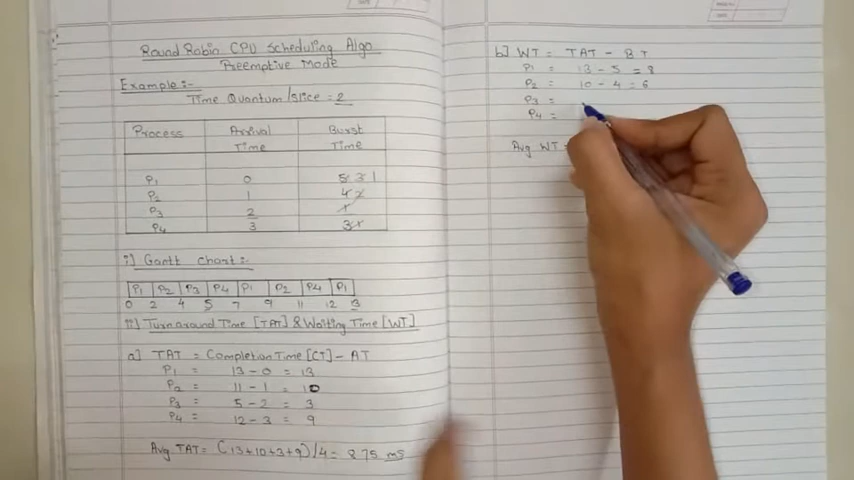 Round Robin CPU Scheduling Algo
Preemptive Mode
Example :-
Time Quantum/Slice = 2
Process Arrival Time Burst Time
P1 0 5 3 1
P2 1 4 2
P3 2
P4 3 3 1
i) Gantt chart :-
P1 P2 P3 P4 P1 P2 P4 P1
0 2 4 5 7 9 11 12 13
ii) Turnaround Time [TAT] & Waiting Time [WT]
a] TAT = Completion Time [CT] - AT
P1 = 13 - 0 = 13
P2 = 11 - 1 = 10
P3 = 5 - 2 = 3
P4 = 12 - 3 = 9
Avg TAT = (13+10+3+9)/4 = 8.75 ms
b] WT = TAT - BT
P1 = 13 - 5 = 8
P2 = 10 - 4 = 6
P3 =
P4 =
Avg WT